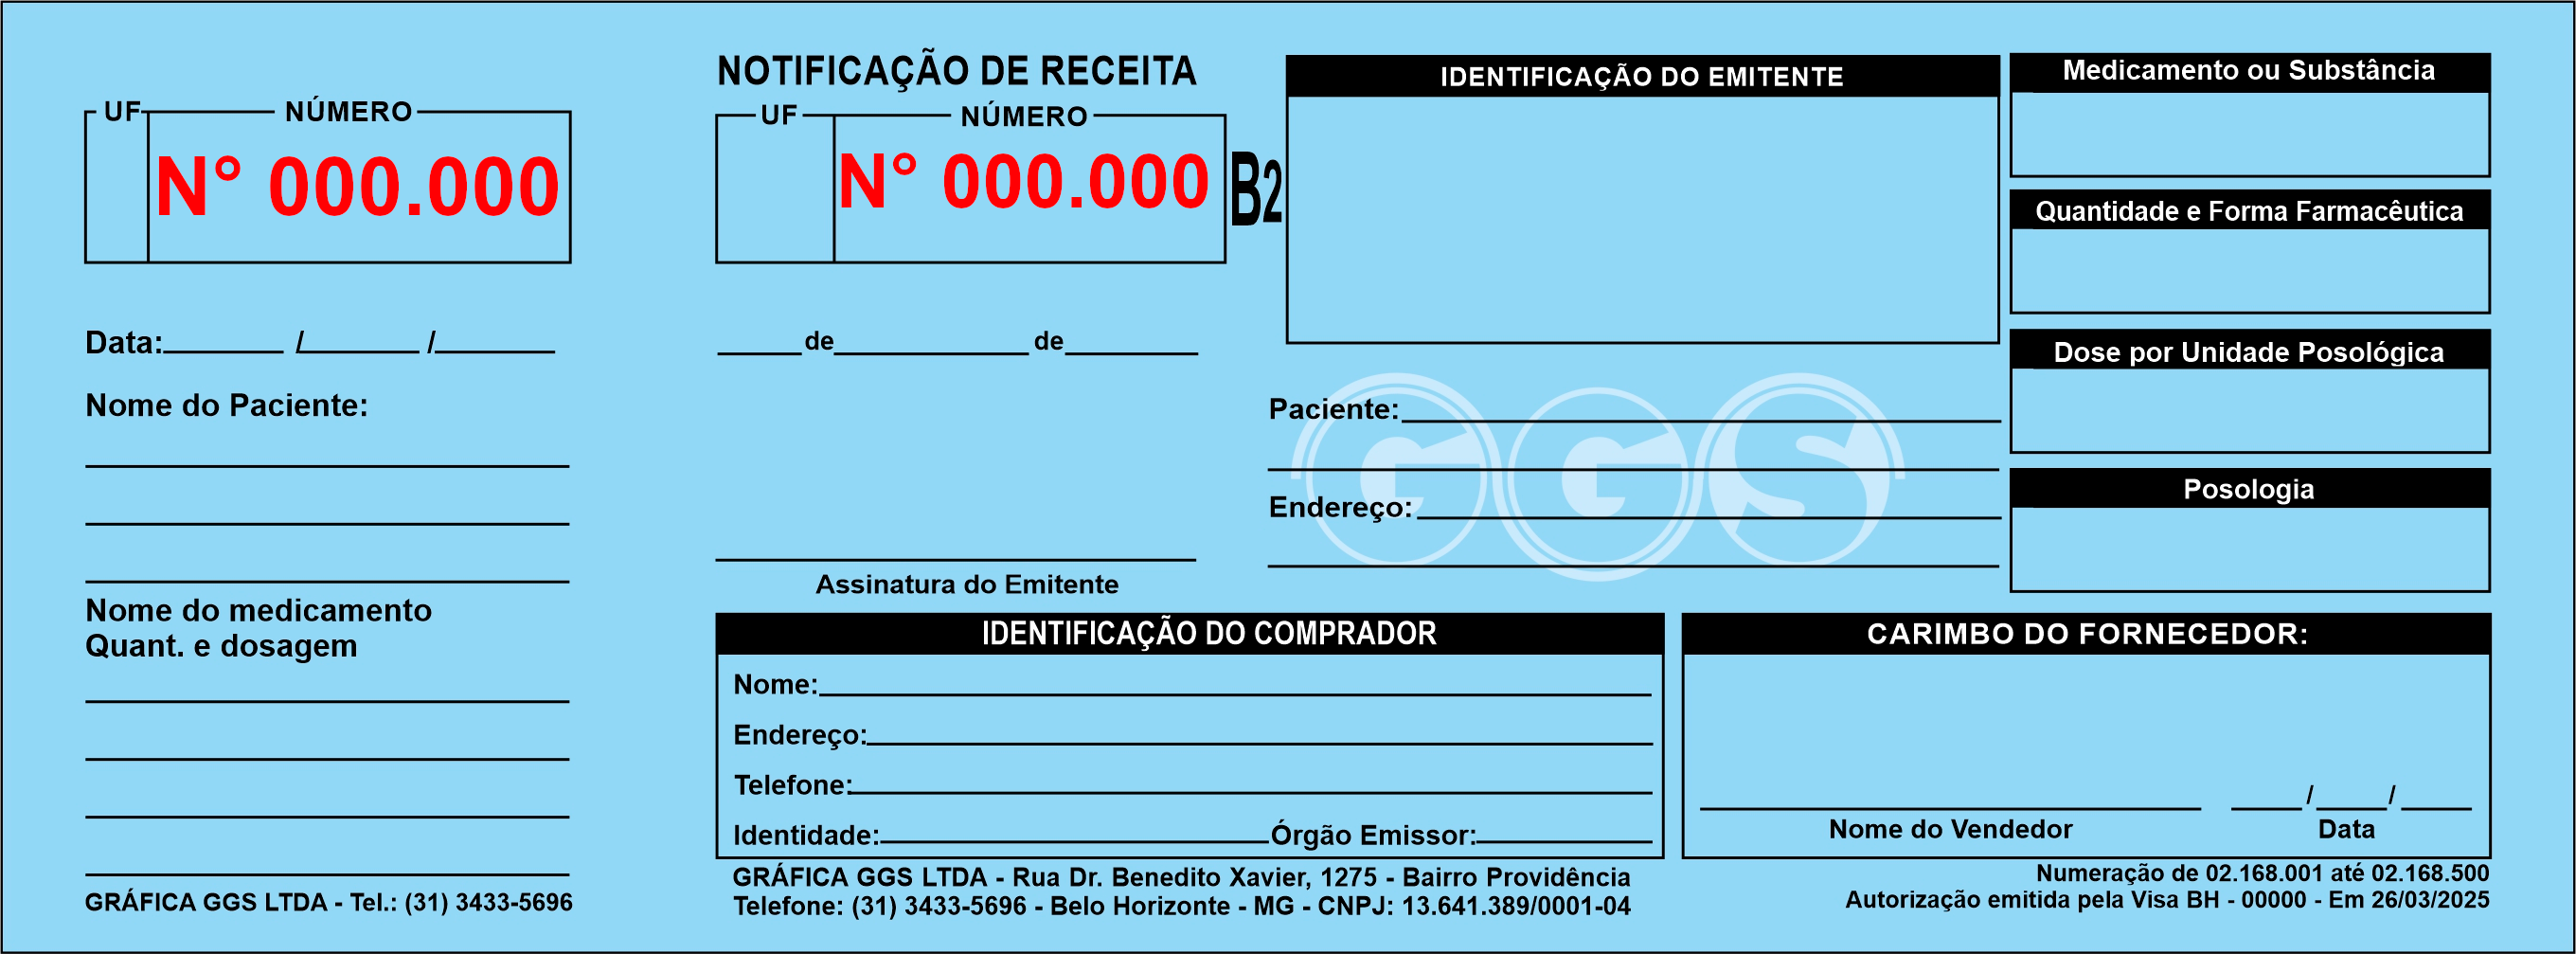 UF NÚMERO
N° 000.000
Data: / /
Nome do Paciente:
Nome do medicamento
Quant. e dosagem
GRÁFICA GGS LTDA - Tel.: (31) 3433-5696
NOTIFICAÇÃO DE RECEITA
UF NÚMERO
N° 000.000
B2
de de
Assinatura do Emitente
IDENTIFICAÇÃO DO EMITENTE
GGS
Paciente:
Endereço:
Medicamento ou Substância
Quantidade e Forma Farmacêutica
Dose por Unidade Posológica
Posologia
IDENTIFICAÇÃO DO COMPRADOR
Nome:
Endereço:
Telefone:
Identidade: Órgão Emissor:
CARIMBO DO FORNECEDOR:
/ /
Nome do Vendedor Data
GRÁFICA GGS LTDA - Rua Dr. Benedito Xavier, 1275 - Bairro Providência
Telefone: (31) 3433-5696 - Belo Horizonte - MG - CNPJ: 13.641.389/0001-04
Numeração de 02.168.001 até 02.168.500
Autorização emitida pela Visa BH - 00000 - Em 26/03/2025